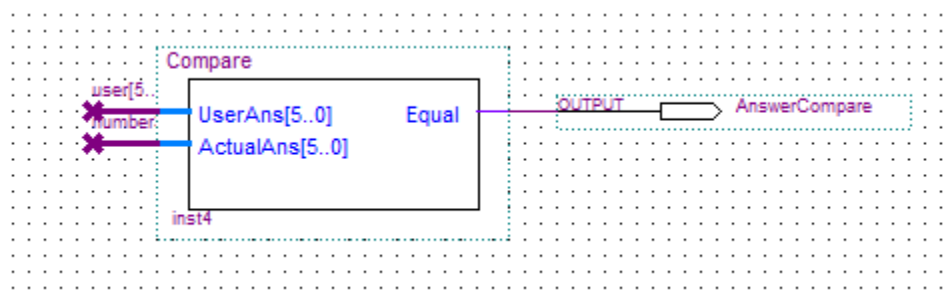 Compare
user[5..
UserAns[5..0]
Equal
OUTPUT
AnswerCompare
number
ActualAns[5..0]
inst4